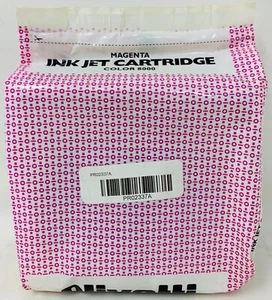 MAGENTA
INK JET CARTRIDGE
COLOR 8000
PR02337A
PR02337A
Olivetti